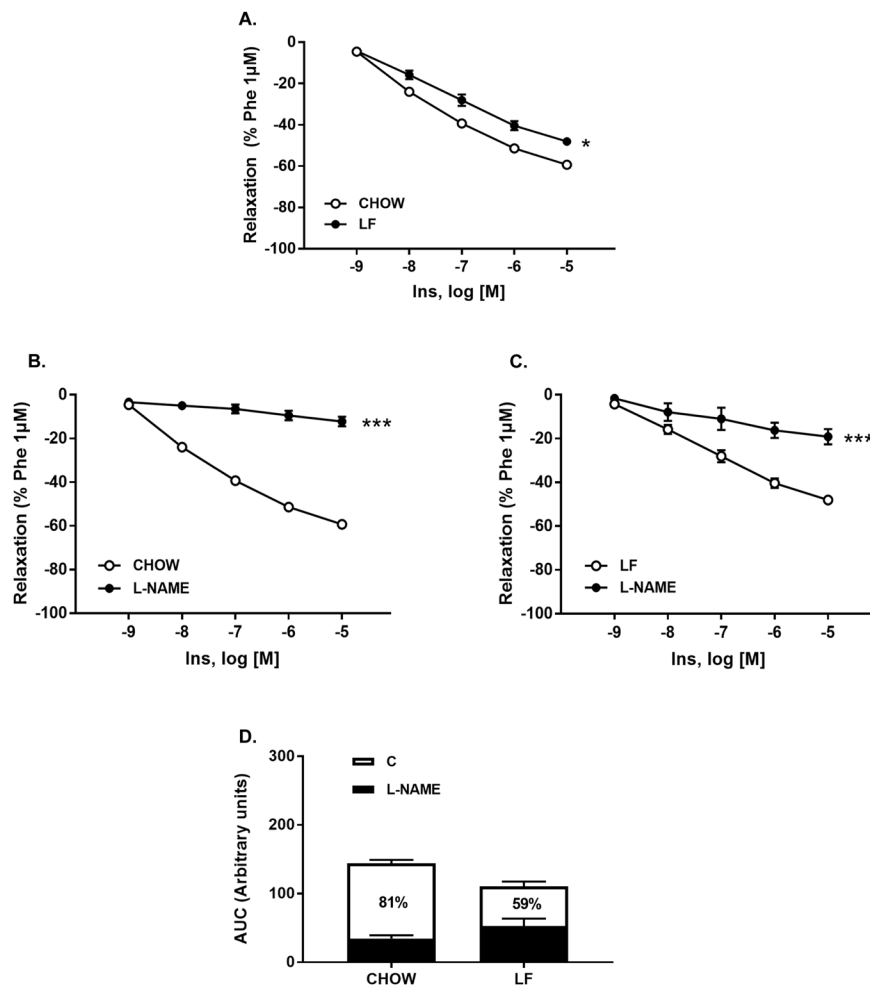 A.
Relaxation (% Phe 1µM)
0
-20
-40
-60
-80
-100
*
CHOW
LF
-9 -8 -7 -6 -5
Ins, log [M]
B.
Relaxation (% Phe 1µM)
0
-20
-40
-60
-80
-100
***
CHOW
L-NAME
-9 -8 -7 -6 -5
Ins, log [M]
C.
Relaxation (% Phe 1µM)
0
-20
-40
-60
-80
-100
***
LF
L-NAME
-9 -8 -7 -6 -5
Ins, log [M]
D.
AUC (Arbitrary units)
300
200
100
0
C
L-NAME
81% 59%
CHOW LF